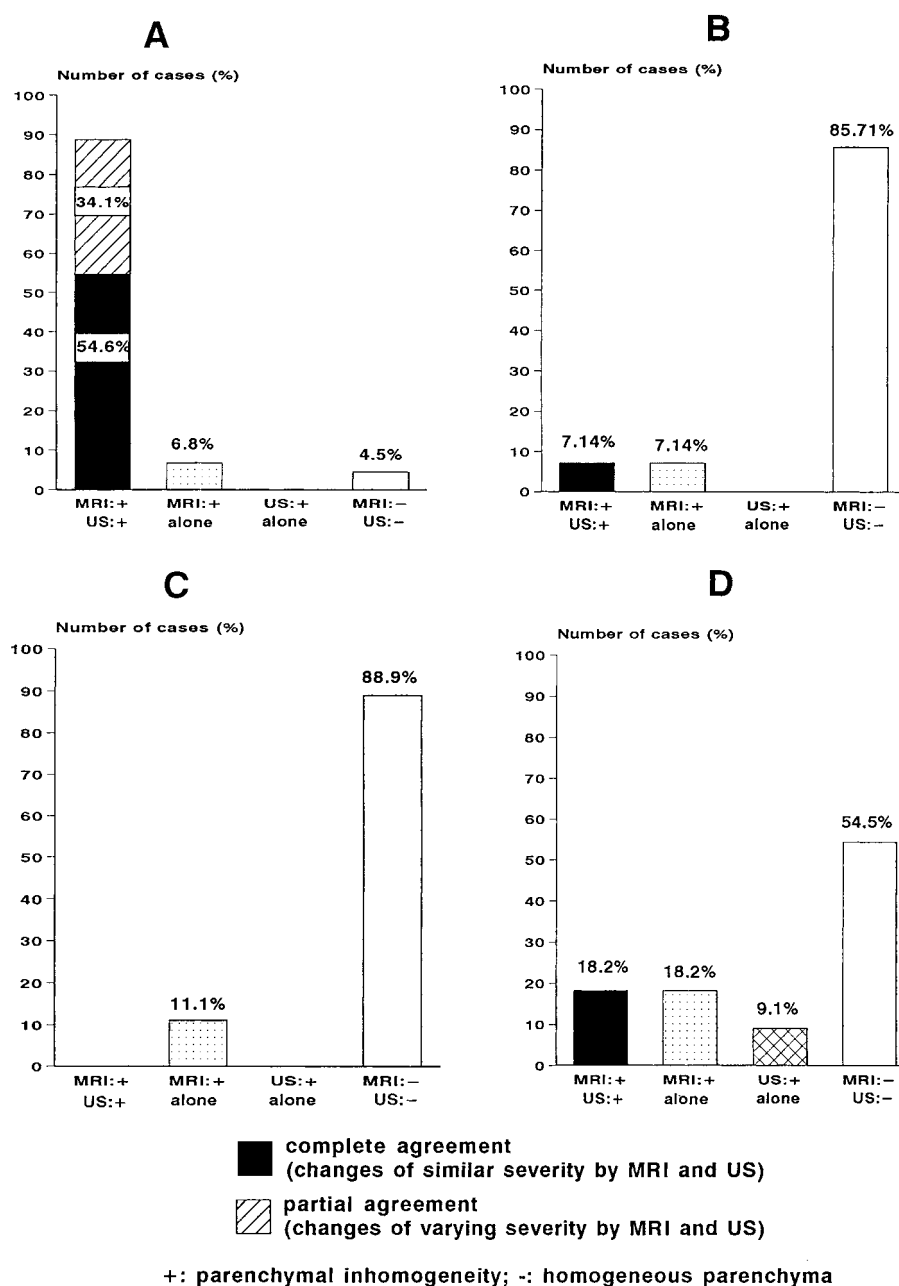 A
Number of cases (%)
100
90
80
70
60
50
40
30
20
10
0
34.1%
54.6%
6.8%
4.5%
MRI:+ US:+
MRI:+ alone
US:+ alone
MRI:– US:–
B
Number of cases (%)
100
90
80
70
60
50
40
30
20
10
0
7.14%
7.14%
85.71%
MRI:+ US:+
MRI:+ alone
US:+ alone
MRI:– US:–
C
Number of cases (%)
100
90
80
70
60
50
40
30
20
10
0
11.1%
88.9%
MRI:+ US:+
MRI:+ alone
US:+ alone
MRI:– US:–
D
Number of cases (%)
100
90
80
70
60
50
40
30
20
10
0
18.2%
18.2%
9.1%
54.5%
MRI:+ US:+
MRI:+ alone
US:+ alone
MRI:– US:–
complete agreement
(changes of similar severity by MRI and US)
partial agreement
(changes of varying severity by MRI and US)
+: parenchymal inhomogeneity; -: homogeneous parenchyma